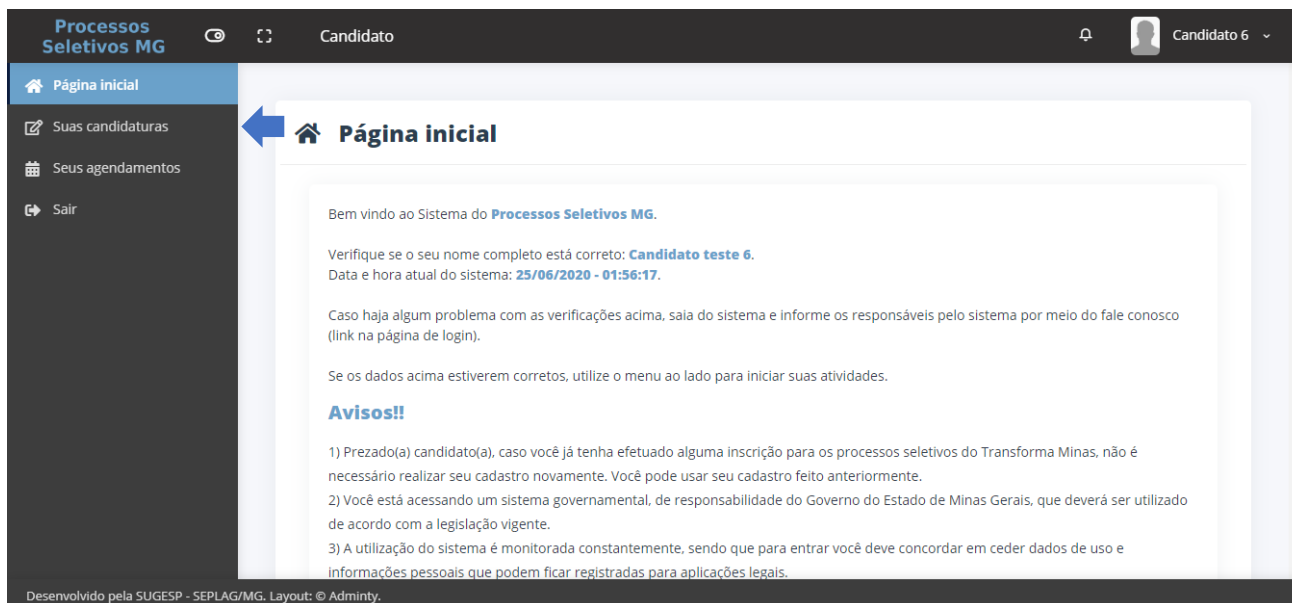 Processos
Seletivos MG
Candidato
Candidato 6
Página inicial
Suas candidaturas
Seus agendamentos
Sair
Página inicial
Bem vindo ao Sistema do Processos Seletivos MG.
Verifique se o seu nome completo está correto: Candidato teste 6.
Data e hora atual do sistema: 25/06/2020 - 01:56:17.
Caso haja algum problema com as verificações acima, saia do sistema e informe os responsáveis pelo sistema por meio do fale conosco
(link na página de login).
Se os dados acima estiverem corretos, utilize o menu ao lado para iniciar suas atividades.
Avisos!!
1) Prezado(a) candidato(a), caso você já tenha efetuado alguma inscrição para os processos seletivos do Transforma Minas, não é
necessário realizar seu cadastro novamente. Você pode usar seu cadastro feito anteriormente.
2) Você está acessando um sistema governamental, de responsabilidade do Governo do Estado de Minas Gerais, que deverá ser utilizado
de acordo com a legislação vigente.
3) A utilização do sistema é monitorada constantemente, sendo que para entrar você deve concordar em ceder dados de uso e
informações pessoais que podem ficar registradas para aplicações legais.
Desenvolvido pela SUGESP - SEPLAG/MG. Layout: © Adminty.